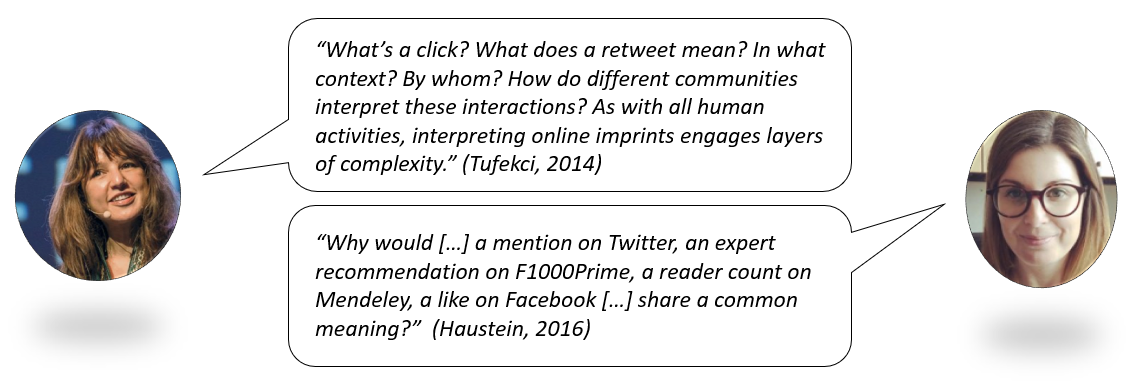 “What’s a click? What does a retweet mean? In what
context? By whom? How do different communities
interpret these interactions? As with all human
activities, interpreting online imprints engages layers
of complexity.” (Tufekci, 2014)
“Why would […] a mention on Twitter, an expert
recommendation on F1000Prime, a reader count on
Mendeley, a like on Facebook […] share a common
meaning?”  (Haustein, 2016)